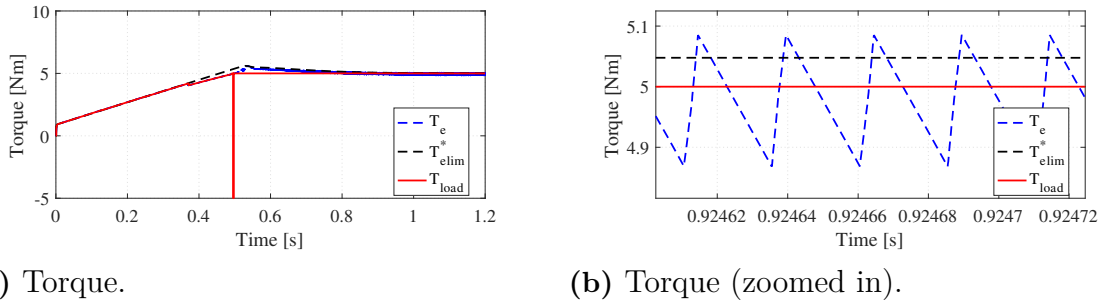 10
5
0
-5
Torque [Nm]
0 0.2 0.4 0.6 0.8 1 1.2
Time [s]
T_e
T*_elim
T_load
) Torque.
5.1
5
4.9
Torque [Nm]
0.92462 0.92464 0.92466 0.92468 0.9247 0.92472
Time [s]
T_e
T*_elim
T_load
(b) Torque (zoomed in).